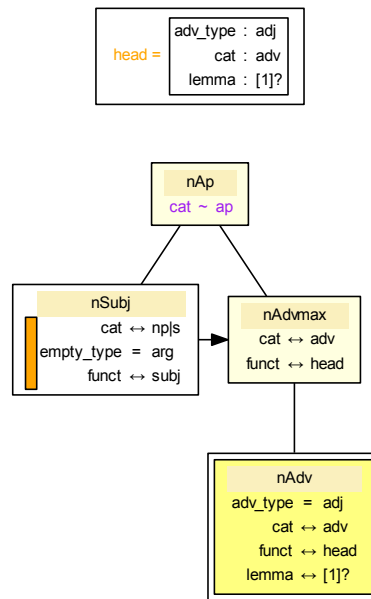 head =
adv_type : adj
cat : adv
lemma : [1]?
nAp
cat ~ ap
nSubj
cat ↔ np|s
empty_type = arg
funct ↔ subj
nAdvmax
cat ↔ adv
funct ↔ head
nAdv
adv_type = adj
cat ↔ adv
funct ↔ head
lemma ↔ [1]?